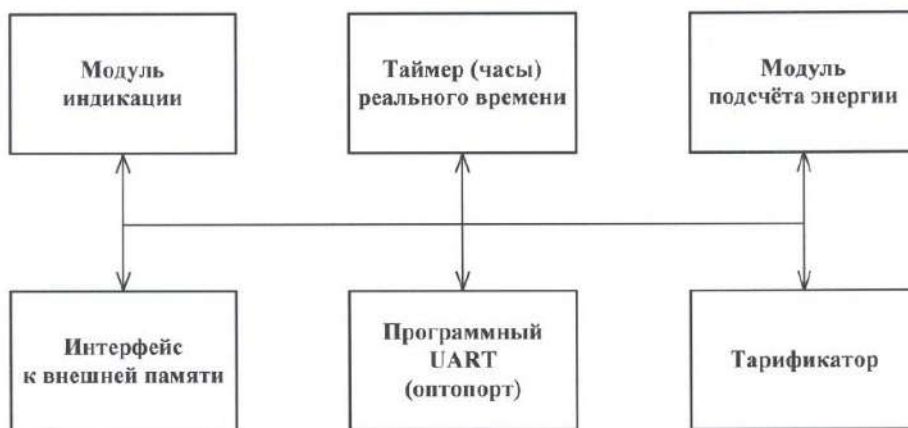 Модуль
индикации
Таймер (часы)
реального времени
Модуль
подсчёта энергии
Интерфейс
к внешней памяти
Программный
UART
(оптопорт)
Тарификатор